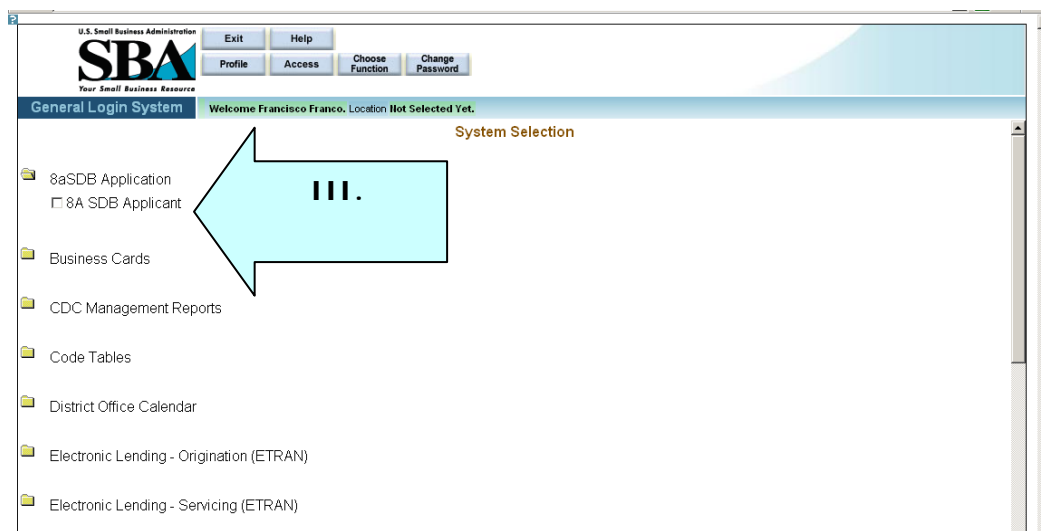 U.S. Small Business Administration
SBA
Your Small Business Resource
Exit Help
Profile Access Choose Function Change Password
General Login System Welcome Francisco Franco. Location Not Selected Yet.
System Selection
8aSDB Application
8A SDB Applicant
III.
Business Cards
CDC Management Reports
Code Tables
District Office Calendar
Electronic Lending - Origination (ETRAN)
Electronic Lending - Servicing (ETRAN)